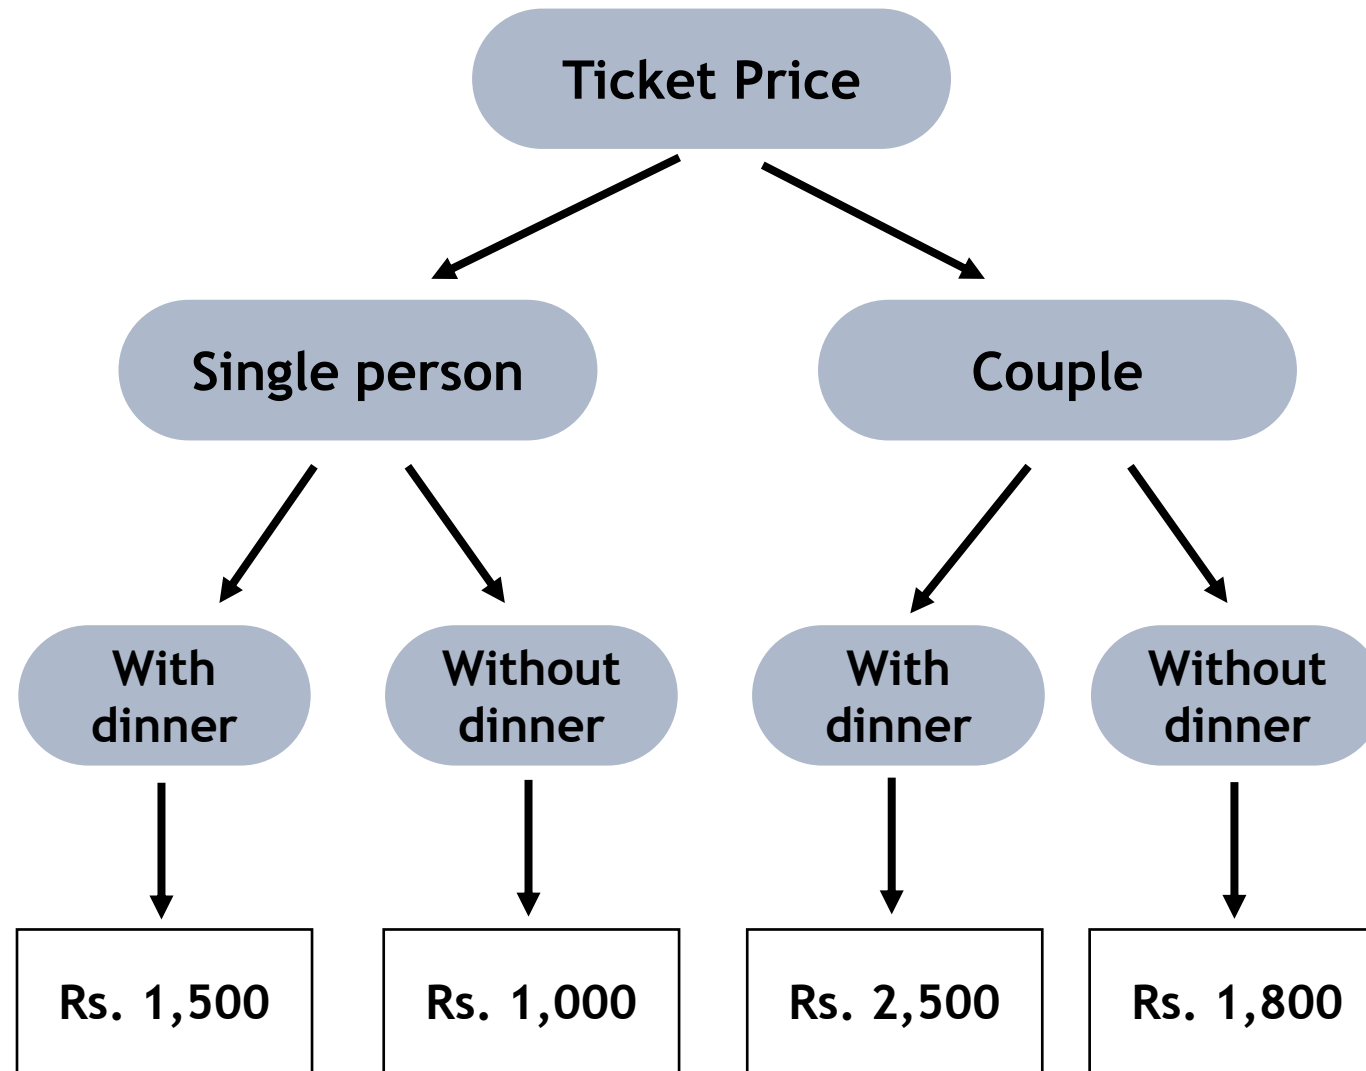 Ticket Price
Single person
Couple
With
dinner
Without
dinner
With
dinner
Without
dinner
Rs. 1,500
Rs. 1,000
Rs. 2,500
Rs. 1,800